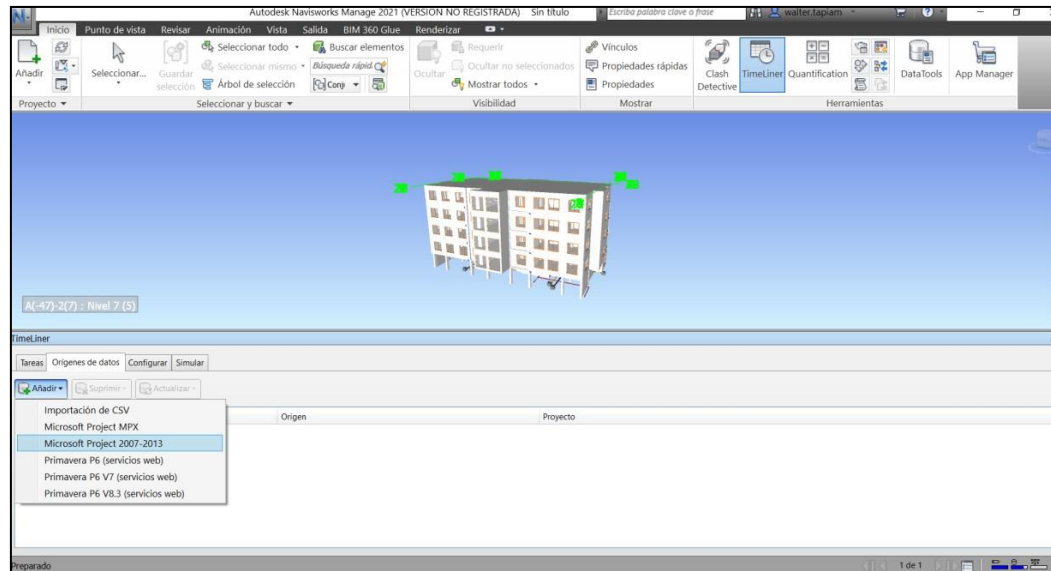 Autodesk Navisworks Manage 2021 (VERSION NO REGISTRADA) Sin título
Escriba palabra clave o frase
walter.tapiam
Inicio Punto de vista Revisar Animación Vista Salida BIM 360 Glue Renderizar
Añadir
Proyecto
Seleccionar...
Guardar selección
Seleccionar todo
Seleccionar mismo
Árbol de selección
Buscar elementos
Búsqueda rápid
Conj
Seleccionar y buscar
Ocultar
Requerir
Ocultar no seleccionados
Mostrar todos
Visibilidad
Vínculos
Propiedades rápidas
Propiedades
Mostrar
Clash Detective
TimeLiner
Quantification
DataTools
App Manager
Herramientas
A(-47)-2(7) : Nivel 7 (5)
TimeLiner
Tareas Orígenes de datos Configurar Simular
Añadir Suprimir Actualizar
Origen Proyecto
Importación de CSV
Microsoft Project MPX
Microsoft Project 2007-2013
Primavera P6 (servicios web)
Primavera P6 V7 (servicios web)
Primavera P6 V8.3 (servicios web)
Preparado
1 de 1